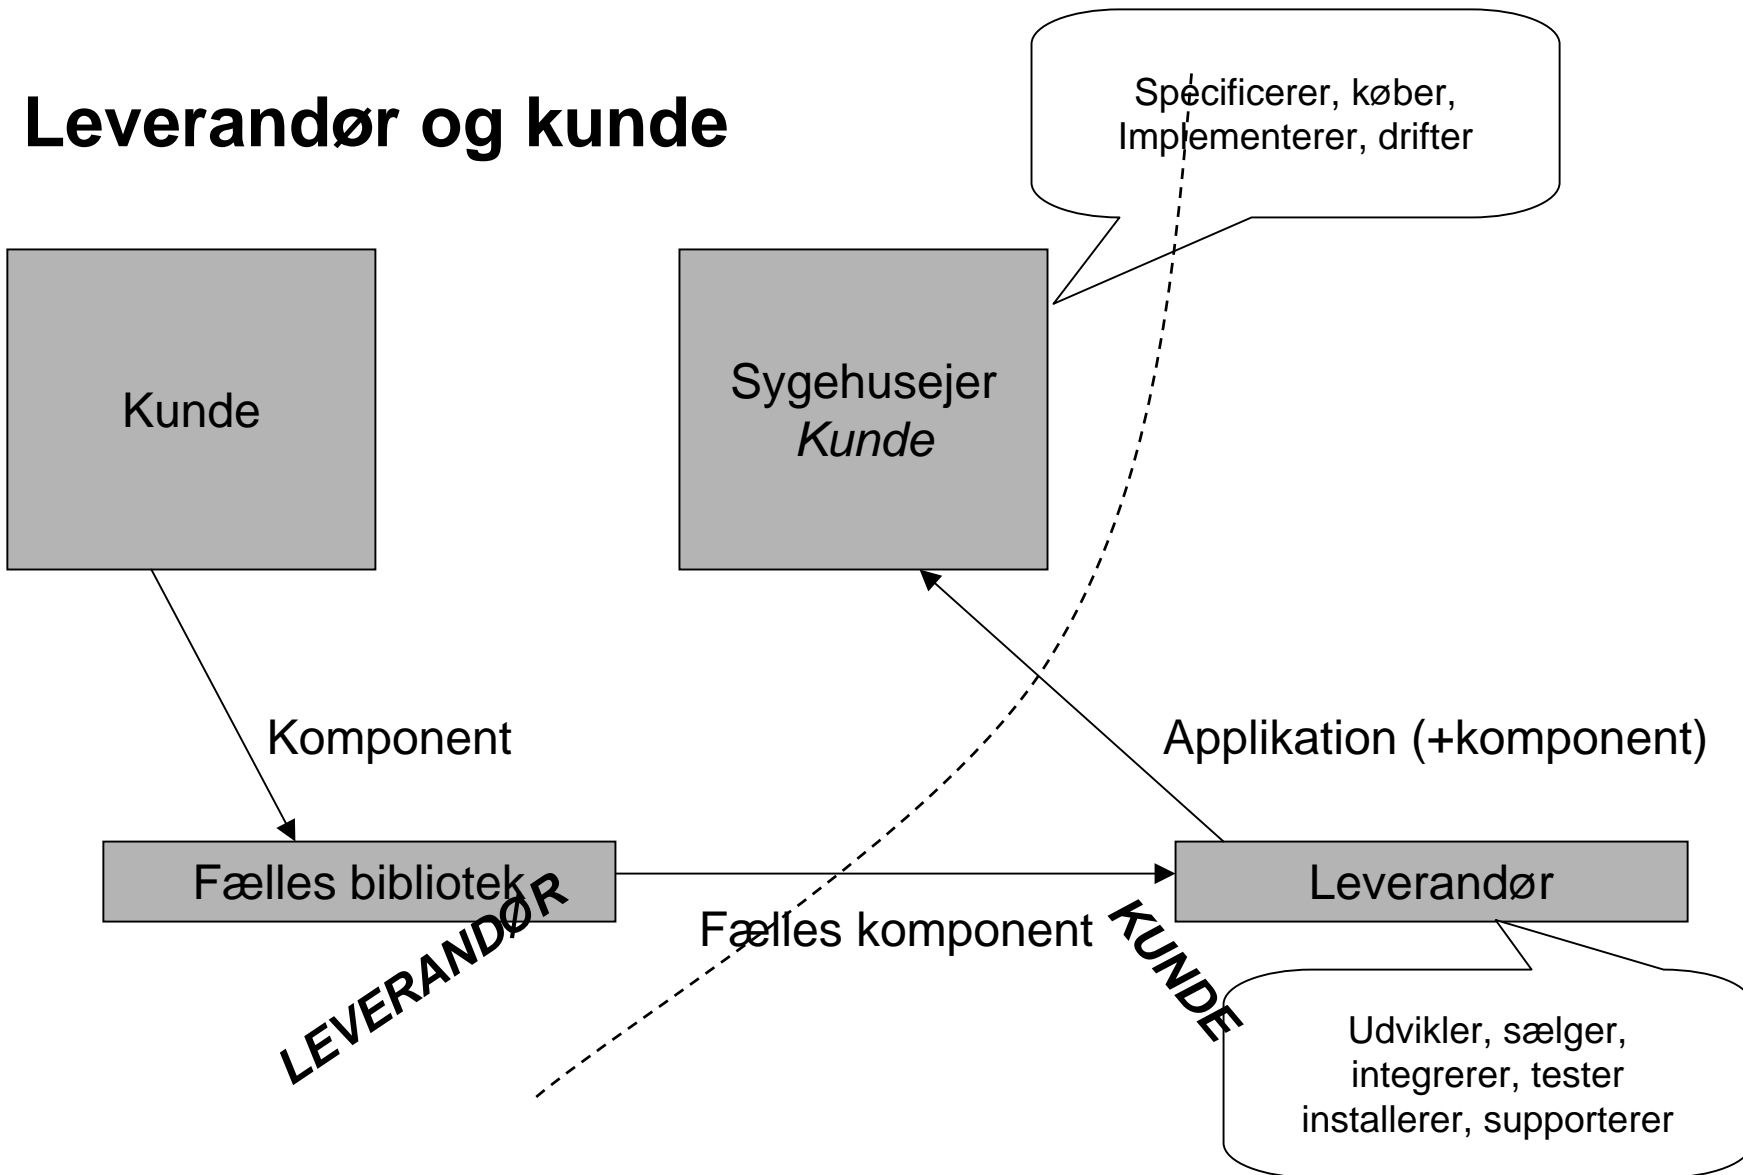 Leverandør og kunde
Specificerer, køber,
Implementerer, drifter
Kunde
Sygehusejer
Kunde
Komponent
Applikation (+komponent)
Fælles bibliotek
Leverandør
LEVERANDØR
Fælles komponent
KUNDE
Udvikler, sælger,
integrerer, tester
installerer, supporterer